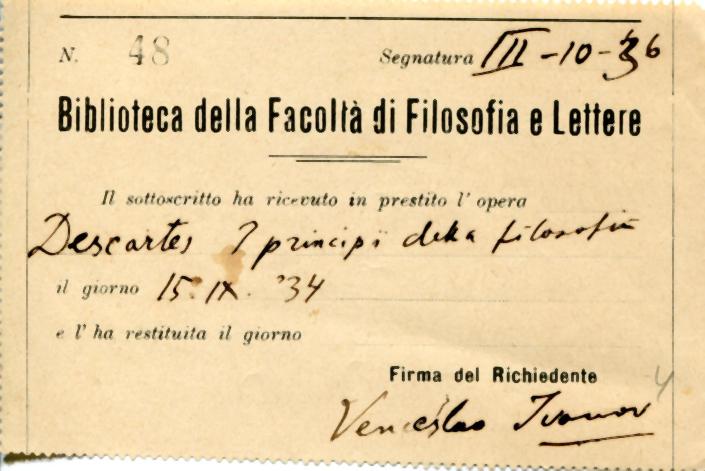 N. 48 Segnatura III-10-36
Biblioteca della Facoltà di Filosofia e Lettere
Il sottoscritto ha ricevuto in prestito l'opera
Descartes I principi della filosofia
il giorno 15.IX.'34
e l'ha restituita il giorno
Firma del Richiedente
4
Venceslao Ivanov